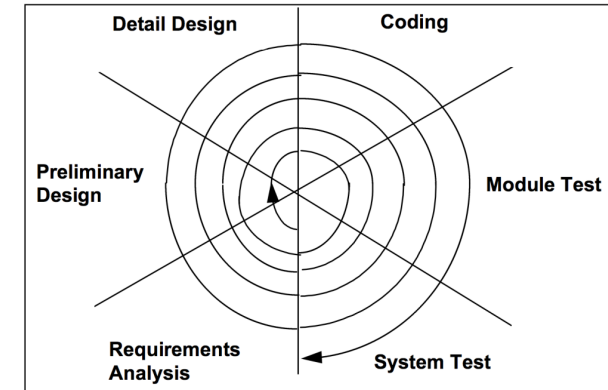 Detail Design
Coding
Preliminary
Design
Module Test
Requirements
Analysis
System Test